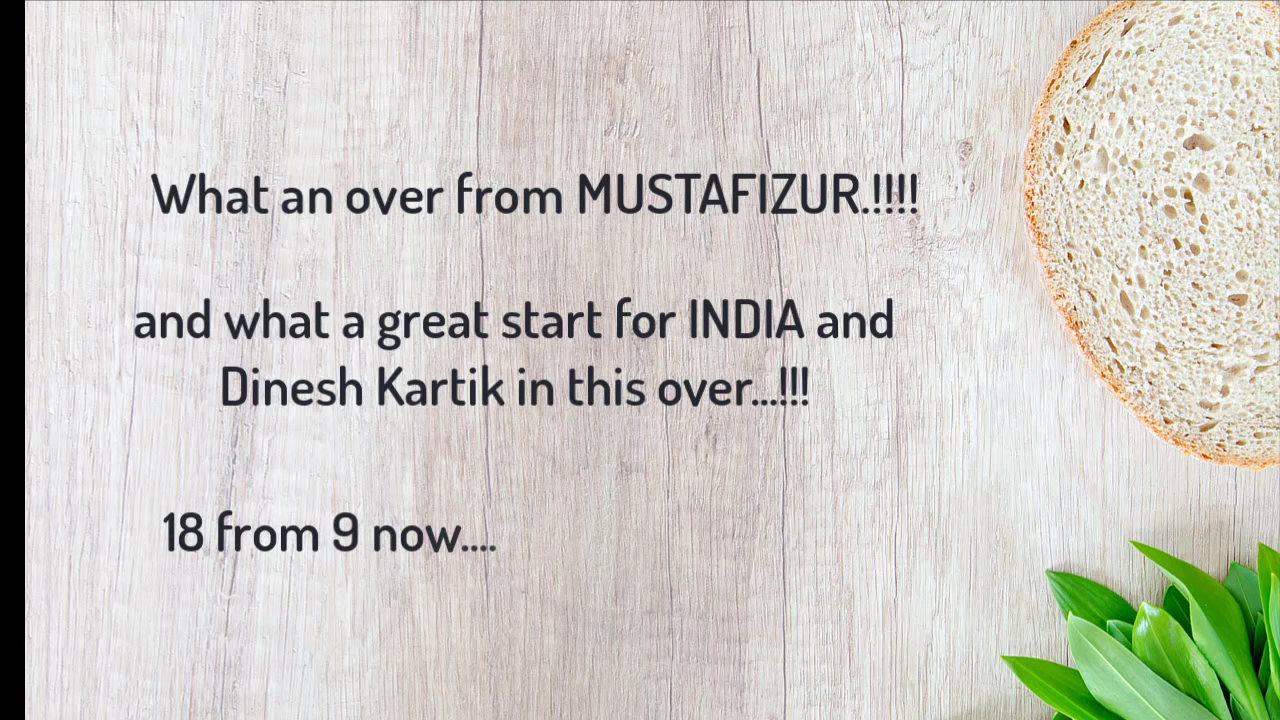 What an over from MUSTAFIZUR.!!!!
and what a great start for INDIA and
Dinesh Kartik in this over...!!!
18 from 9 now....